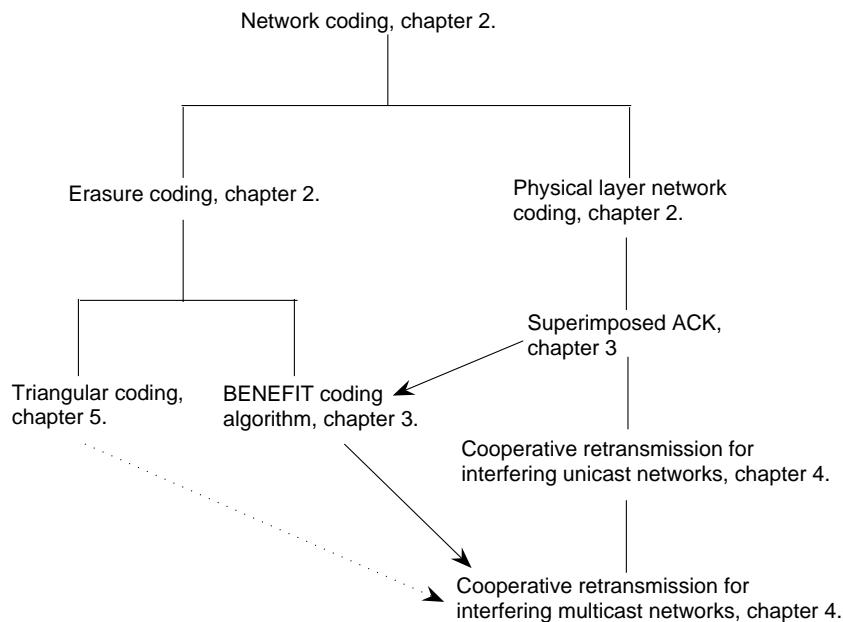 Network coding, chapter 2.
Erasure coding, chapter 2.
Physical layer network
coding, chapter 2.
Superimposed ACK,
chapter 3
Triangular coding,
chapter 5.
BENEFIT coding
algorithm, chapter 3.
Cooperative retransmission for
interfering unicast networks, chapter 4.
Cooperative retransmission for
interfering multicast networks, chapter 4.